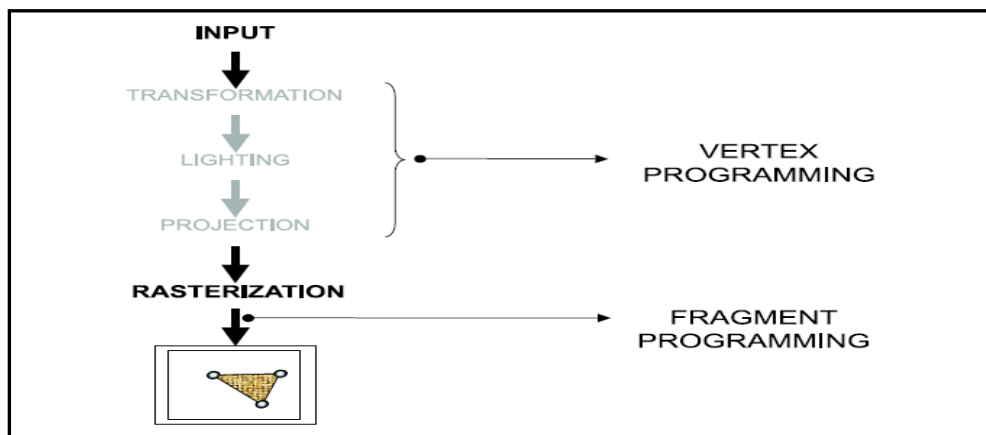 INPUT
TRANSFORMATION
LIGHTING
PROJECTION
RASTERIZATION
VERTEX
PROGRAMMING
FRAGMENT
PROGRAMMING